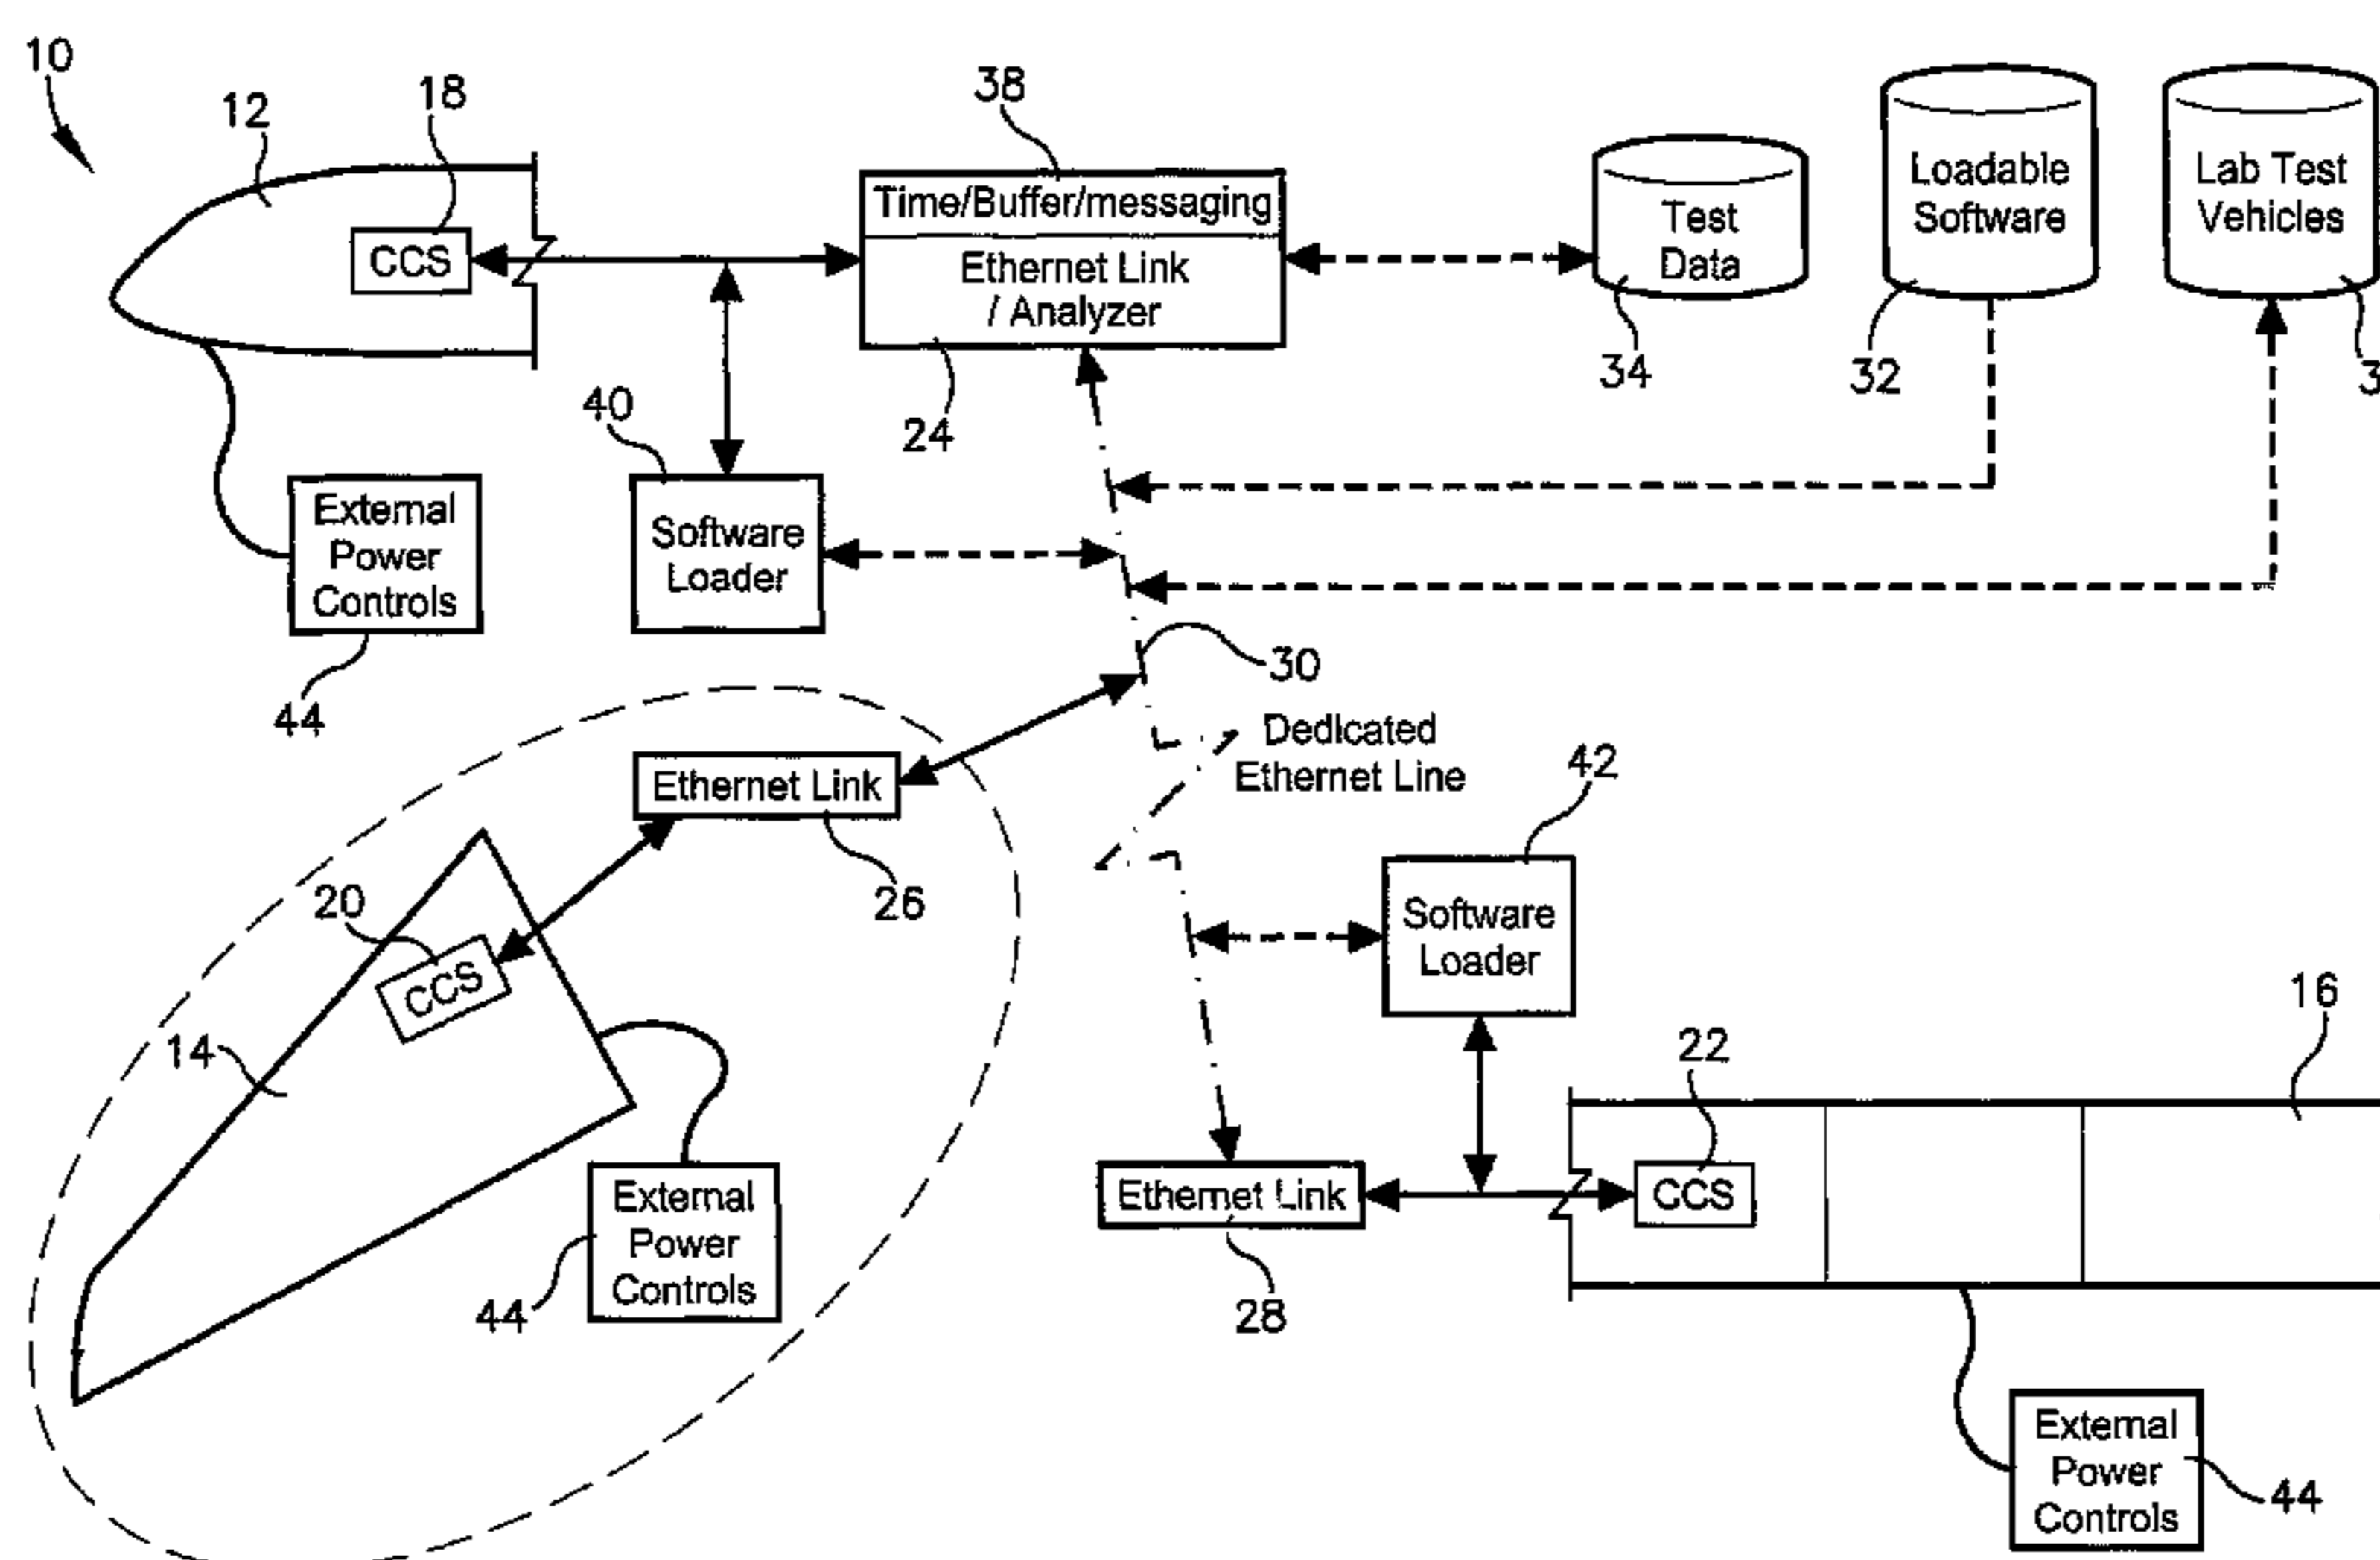 10
12
18
38
CCS
Time/Buffer/messaging
Ethernet Link
/ Analyzer
Test
Data
Loadable
Software
Lab Test
Vehicles
34
32
3
24
40
External
Power
Controls
44
Software
Loader
30
Dedicated
Ethernet Line
Ethernet Link
26
42
Software
Loader
20
CCS
14
External
Power
Controls
44
Ethernet Link
28
22
CCS
16
External
Power
Controls
44